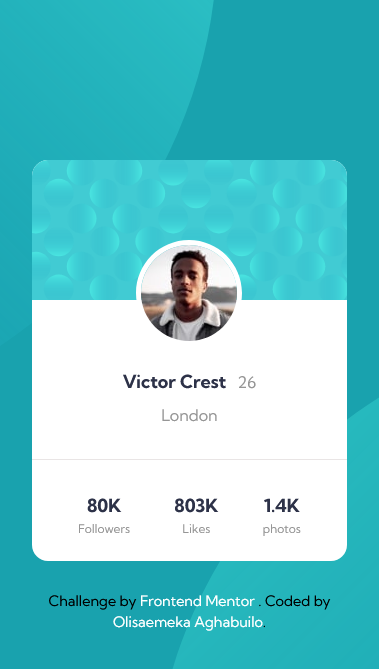 Victor Crest 26
London
80K 803K 1.4K
Followers Likes photos
Challenge by Frontend Mentor . Coded by
Olisaemeka Aghabuilo.